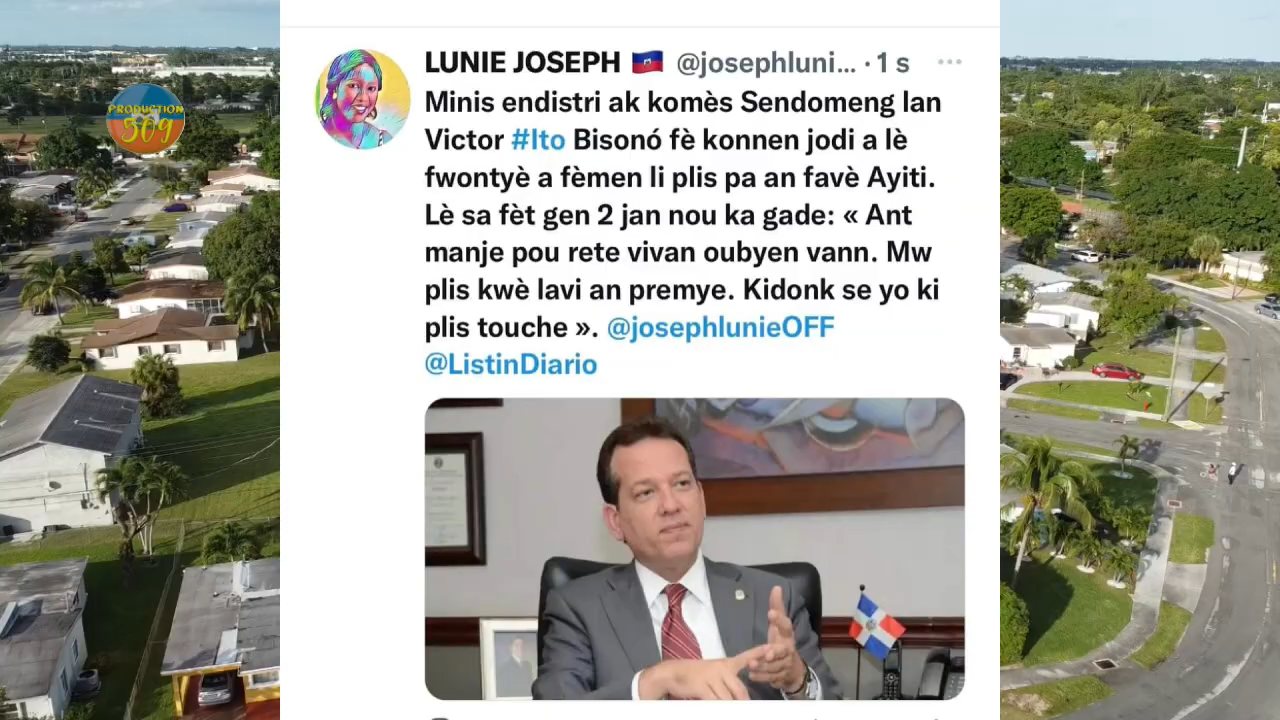 PRODUCTION
509
LUNIE JOSEPH 🇭🇹 @josephluni... · 1 s
Minis endistri ak komès Sendomeng lan
Victor #Ito Bisonó fè konnen jodi a lè
fwontyè a fèmen li plis pa an favè Ayiti.
Lè sa fèt gen 2 jan nou ka gade: « Ant
manje pou rete vivan oubyen vann. Mw
plis kwè lavi an premye. Kidonk se yo ki
plis touche ». @josephlunieOFF
@ListinDiario